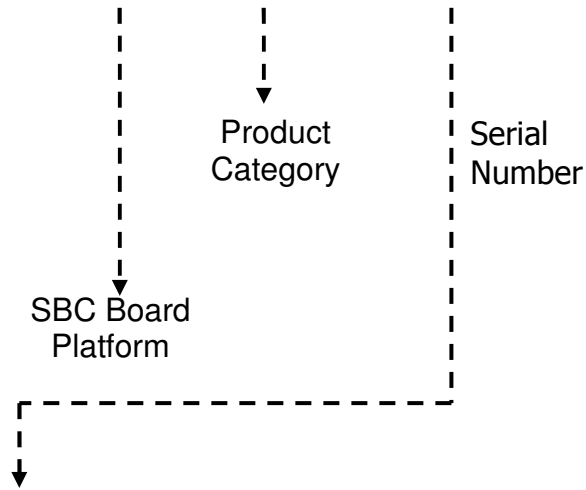 Product
Category
Serial
Number
SBC Board
Platform